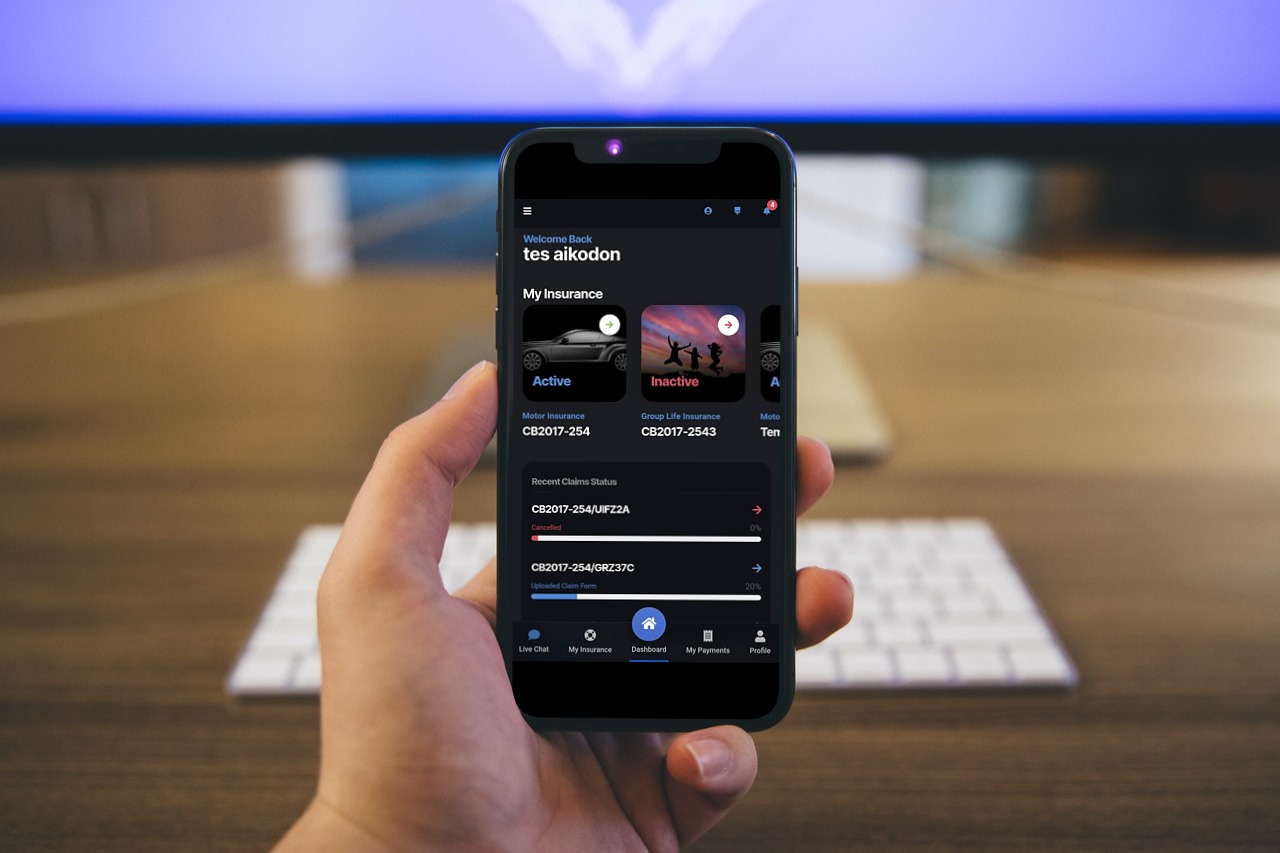 4
Welcome Back
tes aikodon
My Insurance
Active
Inactive
A
Motor Insurance
Group Life Insurance
Moto
CB2017-254
CB2017-2543
Tem
Recent Claims Status
CB2017-254/UIFZ2A
Cancelled
0%
CB2017-254/GRZ37C
Uploaded Claim Form
20%
Live Chat
My Insurance
Dashboard
My Payments
Profile